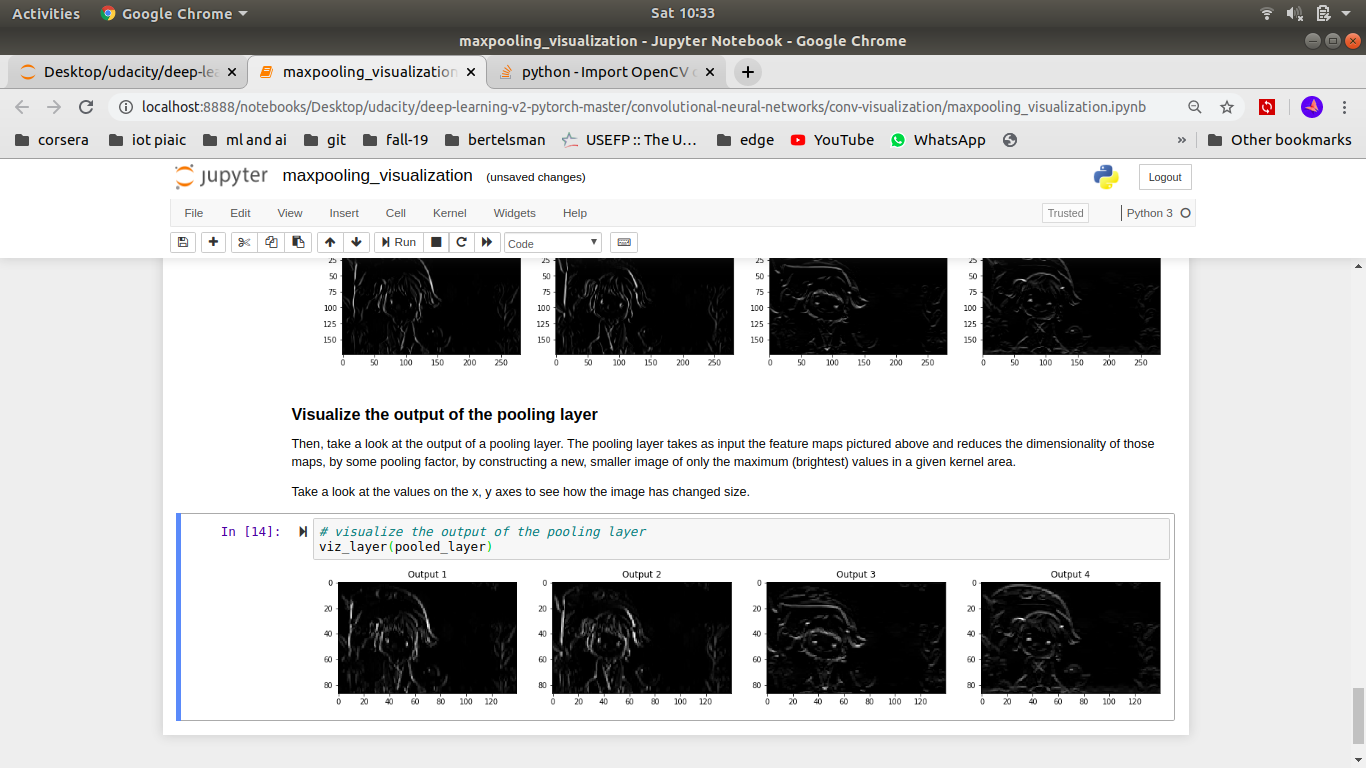 Activities Google Chrome Sat 10:33
maxpooling_visualization - Jupyter Notebook - Google Chrome
Desktop/udacity/deep-lea maxpooling_visualization python - Import OpenCV
localhost:8888/notebooks/Desktop/udacity/deep-learning-v2-pytorch-master/convolutional-neural-networks/conv-visualization/maxpooling_visualization.ipynb
corsera iot piaic ml and ai git fall-19 bertelsman USEFP :: The U... edge YouTube WhatsApp » Other bookmarks
jupyter maxpooling_visualization (unsaved changes) Logout
File Edit View Insert Cell Kernel Widgets Help Trusted Python 3
Run Code
25 25 25 25
50 50 50 50
75 75 75 75
100 100 100 100
125 125 125 125
150 150 150 150
0 50 100 150 200 250 0 50 100 150 200 250 0 50 100 150 200 250 0 50 100 150 200 250
Visualize the output of the pooling layer
Then, take a look at the output of a pooling layer. The pooling layer takes as input the feature maps pictured above and reduces the dimensionality of those
maps, by some pooling factor, by constructing a new, smaller image of only the maximum (brightest) values in a given kernel area.
Take a look at the values on the x, y axes to see how the image has changed size.
In [14]: # visualize the output of the pooling layer
viz_layer(pooled_layer)
Output 1 Output 2 Output 3 Output 4
0 0 0 0
20 20 20 20
40 40 40 40
60 60 60 60
80 80 80 80
0 20 40 60 80 100 120 0 20 40 60 80 100 120 0 20 40 60 80 100 120 0 20 40 60 80 100 120